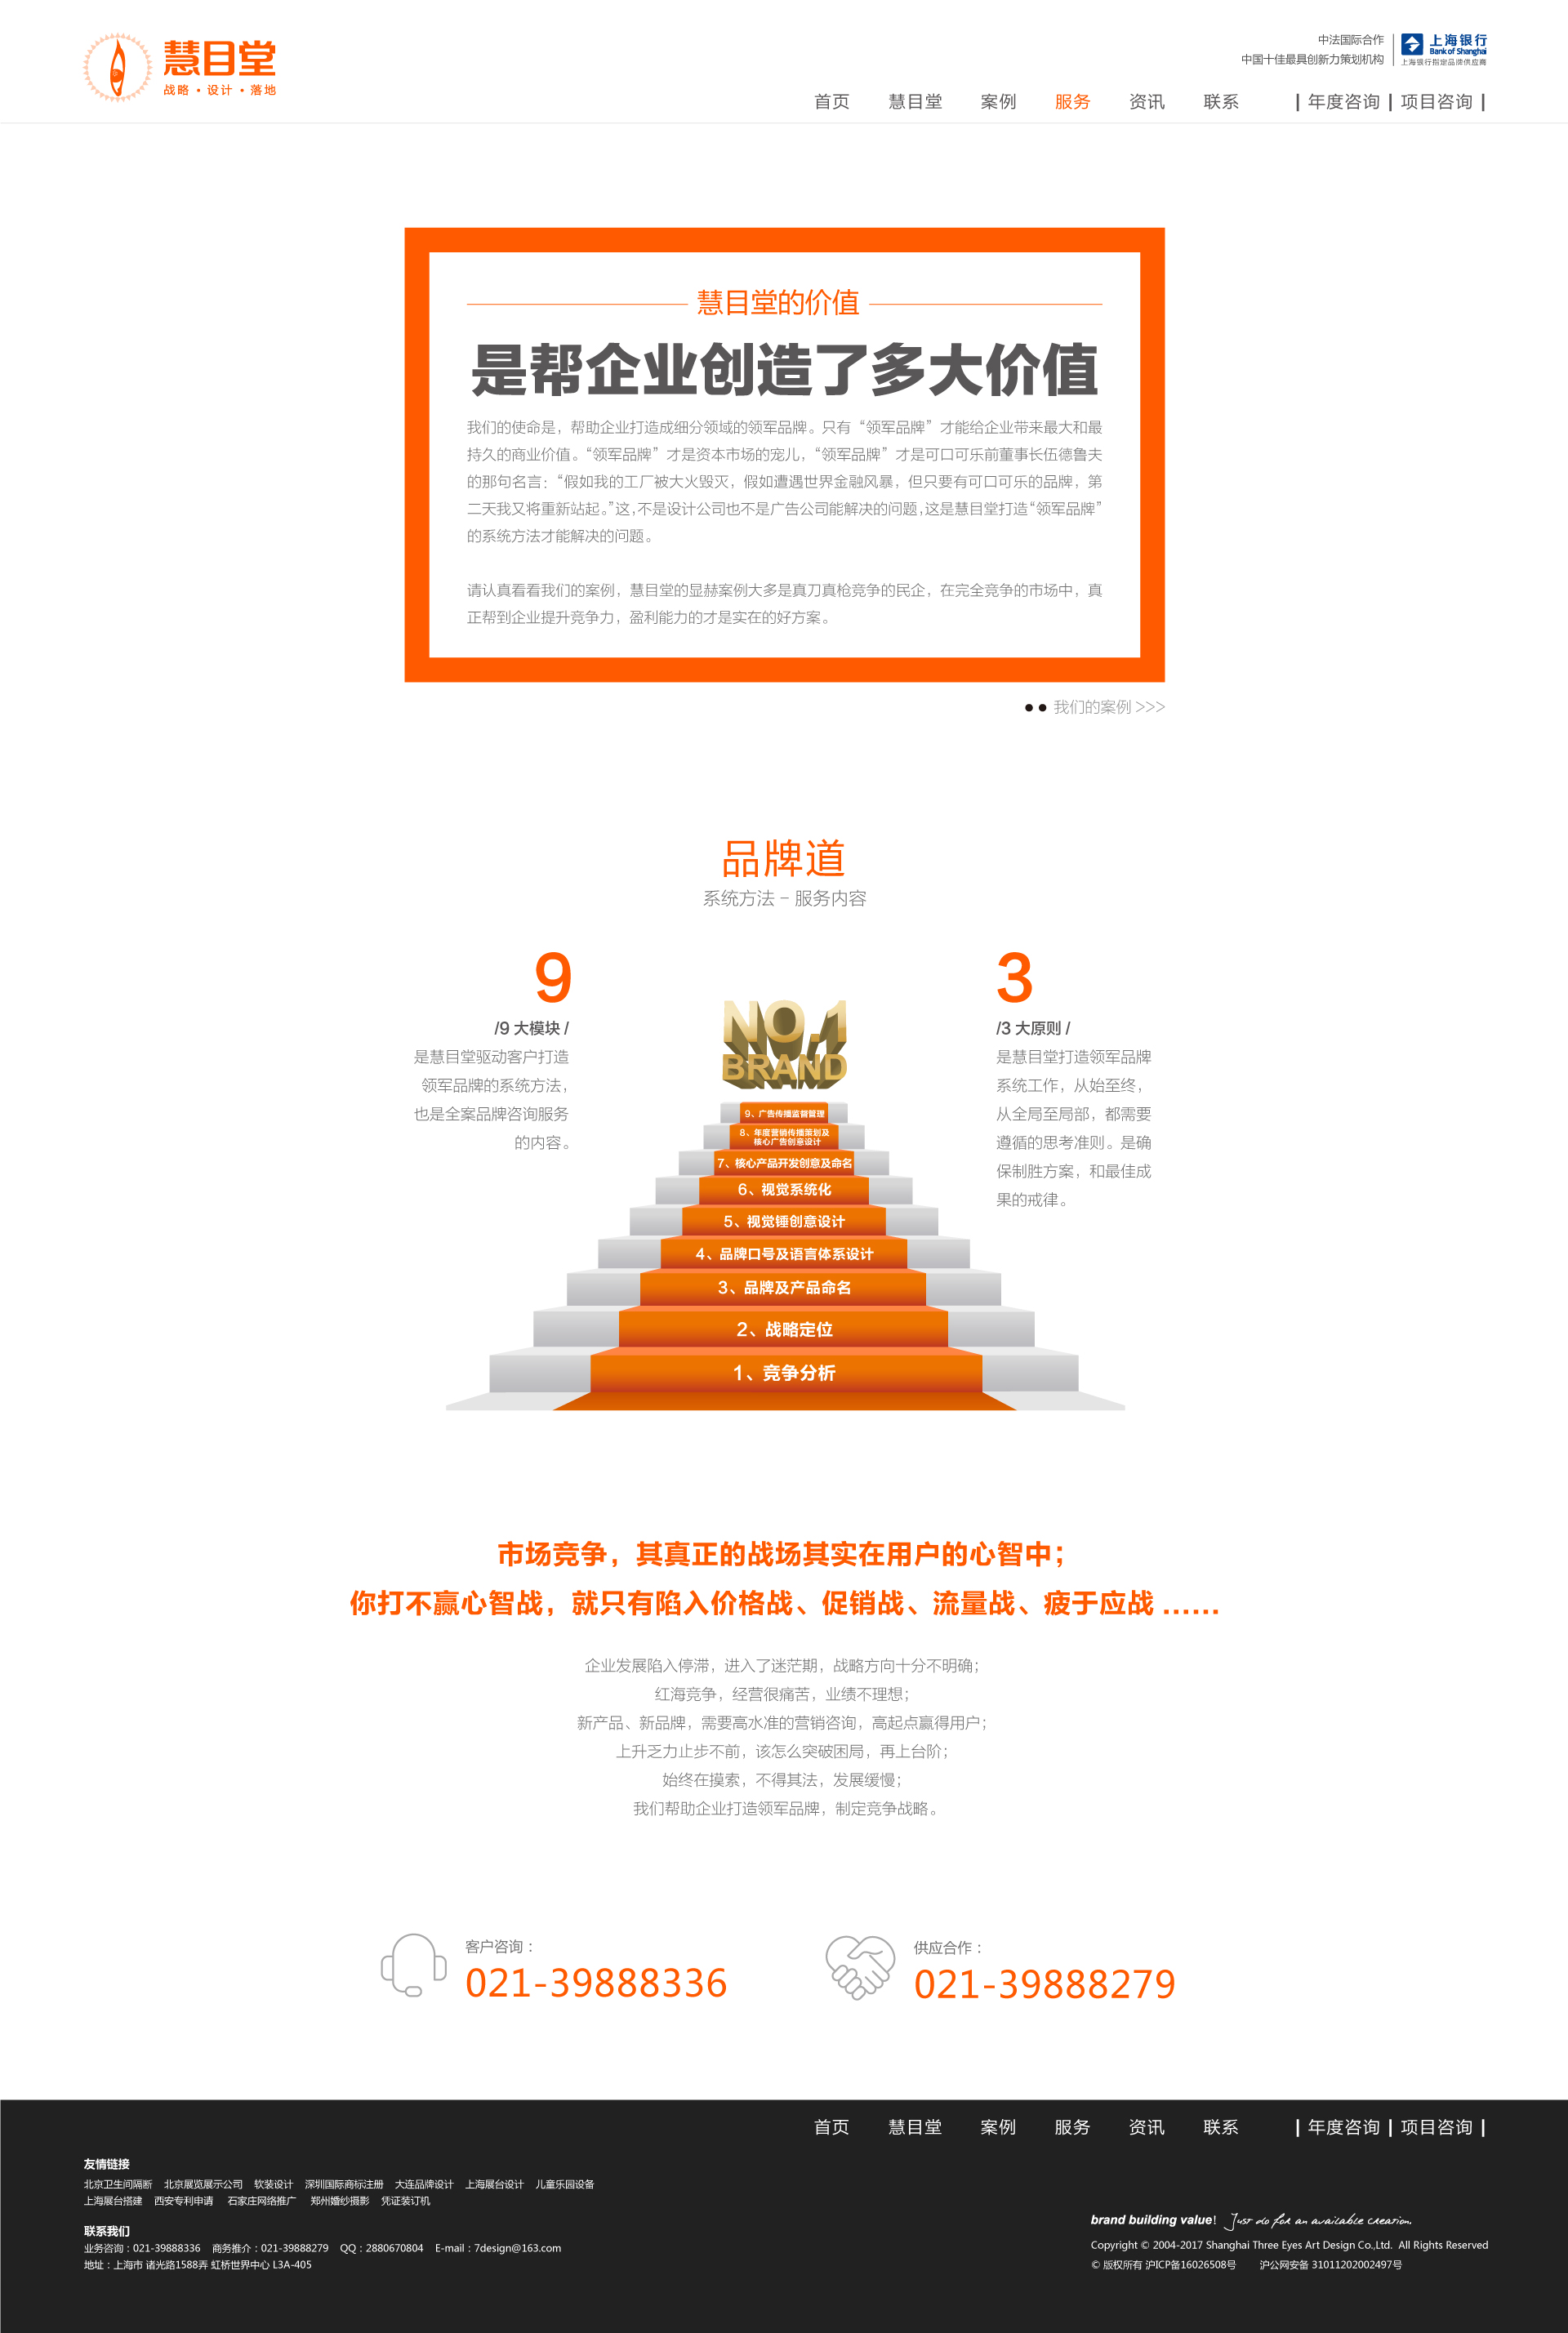 慧目堂
战略·设计·落地
中法国际合作
中国十佳最具创新力策划机构
上海银行
Bank of Shanghai
上海银行指定品牌供应商
首页 慧目堂 案例 服务 资讯 联系 | 年度咨询 | 项目咨询 |
慧目堂的价值
是帮企业创造了多大价值
我们的使命是，帮助企业打造成细分领域的领军品牌。只有“领军品牌”才能给企业带来最大和最
持久的商业价值。“领军品牌”才是资本市场的宠儿，“领军品牌”才是可口可乐前董事长伍德鲁夫
的那句名言：“假如我的工厂被大火毁灭，假如遭遇世界金融风暴，但只要有可口可乐的品牌，第
二天我又将重新站起。”这，不是设计公司也不是广告公司能解决的问题，这是慧目堂打造“领军品牌”
的系统方法才能解决的问题。
请认真看看我们的案例，慧目堂的显赫案例大多是真刀真枪竞争的民企，在完全竞争的市场中，真
正帮到企业提升竞争力，盈利能力的才是实在的好方案。
我们的案例 >>>
品牌道
系统方法 – 服务内容
9
/9 大模块 /
是慧目堂驱动客户打造
领军品牌的系统方法，
也是全案品牌咨询服务
的内容。
3
/3 大原则 /
是慧目堂打造领军品牌
系统工作，从始至终，
从全局至局部，都需要
遵循的思考准则。是确
保制胜方案，和最佳成
果的戒律。
NO.1
BRAND
9、广告传播监督管理
8、年度营销传播策划及
核心广告创意设计
7、核心产品开发创意及命名
6、视觉系统化
5、视觉锤创意设计
4、品牌口号及语言体系设计
3、品牌及产品命名
2、战略定位
1、竞争分析
市场竞争，其真正的战场其实在用户的心智中；
你打不赢心智战，就只有陷入价格战、促销战、流量战、疲于应战 ......
企业发展陷入停滞，进入了迷茫期，战略方向十分不明确；
红海竞争，经营很痛苦，业绩不理想；
新产品、新品牌，需要高水准的营销咨询，高起点赢得用户；
上升乏力止步不前，该怎么突破困局，再上台阶；
始终在摸索，不得其法，发展缓慢；
我们帮助企业打造领军品牌，制定竞争战略。
客户咨询：
021-39888336
供应合作：
021-39888279
首页 慧目堂 案例 服务 资讯 联系 | 年度咨询 | 项目咨询 |
友情链接
北京卫生间隔断 北京展览展示公司 软装设计 深圳国际商标注册 大连品牌设计 上海展台设计 儿童乐园设备
上海展台搭建 西安专利申请 石家庄网络推广 郑州婚纱摄影 凭证装订机
联系我们
业务咨询：021-39888336 商务推介：021-39888279 QQ：2880670804 E-mail：7design@163.com
地址：上海市 诸光路1588弄 虹桥世界中心 L3A-405
brand building value! Just do for an available creation.
Copyright © 2004-2017 Shanghai Three Eyes Art Design Co.,Ltd. All Rights Reserved
© 版权所有 沪ICP备16026508号 沪公网安备 31011202002497号